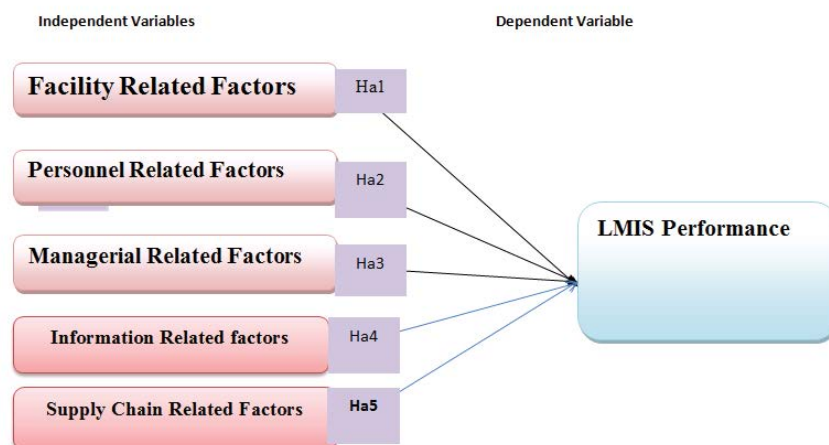 Independent Variables
Dependent Variable
Facility Related Factors
Ha1
Personnel Related Factors
Ha2
LMIS Performance
Managerial Related Factors
Ha3
Information Related factors
Ha4
Supply Chain Related Factors
Ha5